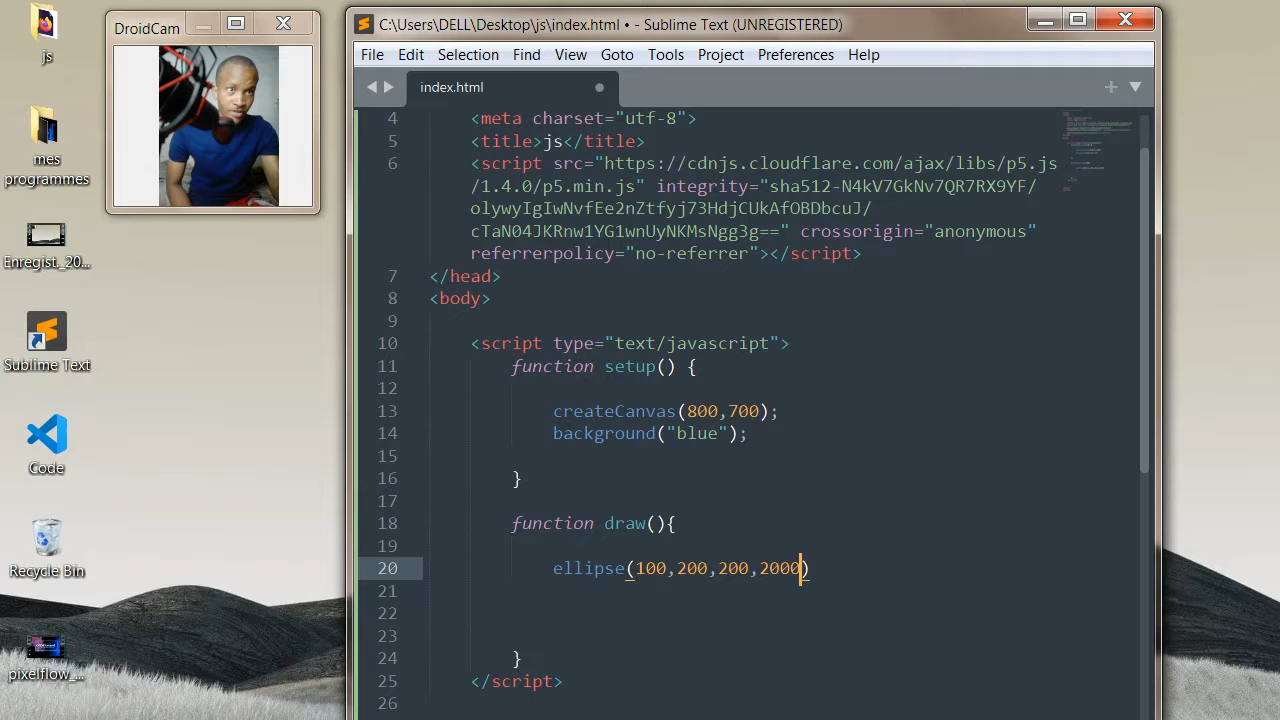 js
mes
programmes
Enregist._20...
Sublime Text
Code
Recycle Bin
pixelflow_...
DroidCam
C:\Users\DELL\Desktop\js\index.html • - Sublime Text (UNREGISTERED)
File Edit Selection Find View Goto Tools Project Preferences Help
index.html
4 <meta charset="utf-8">
5 <title>js</title>
6 <script src="https://cdnjs.cloudflare.com/ajax/libs/p5.js
/1.4.0/p5.min.js" integrity="sha512-N4kV7GkNv7QR7RX9YF/
olywyIgIwNvfEe2nZtfyj73HdjCUkAfOBDbcuJ/
cTaN04JKRnw1YG1wnUyNKMsNgg3g==" crossorigin="anonymous"
referrerpolicy="no-referrer"></script>
7 </head>
8 <body>
9
10 <script type="text/javascript">
11 function setup() {
12
13 createCanvas(800,700);
14 background("blue");
15
16 }
17
18 function draw(){
19
20 ellipse(100,200,200,2000)
21
22
23
24 }
25 </script>
26